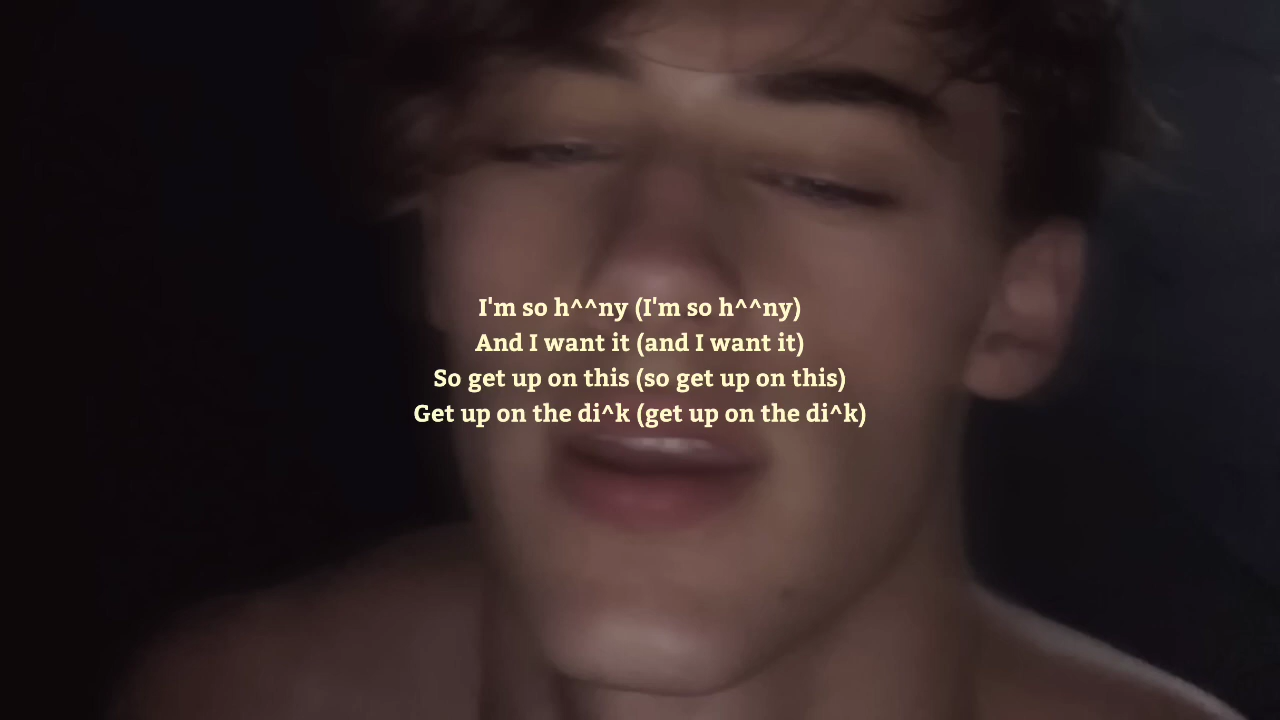 I'm so h^^ny (I'm so h^^ny)
And I want it (and I want it)
So get up on this (so get up on this)
Get up on the di^k (get up on the di^k)